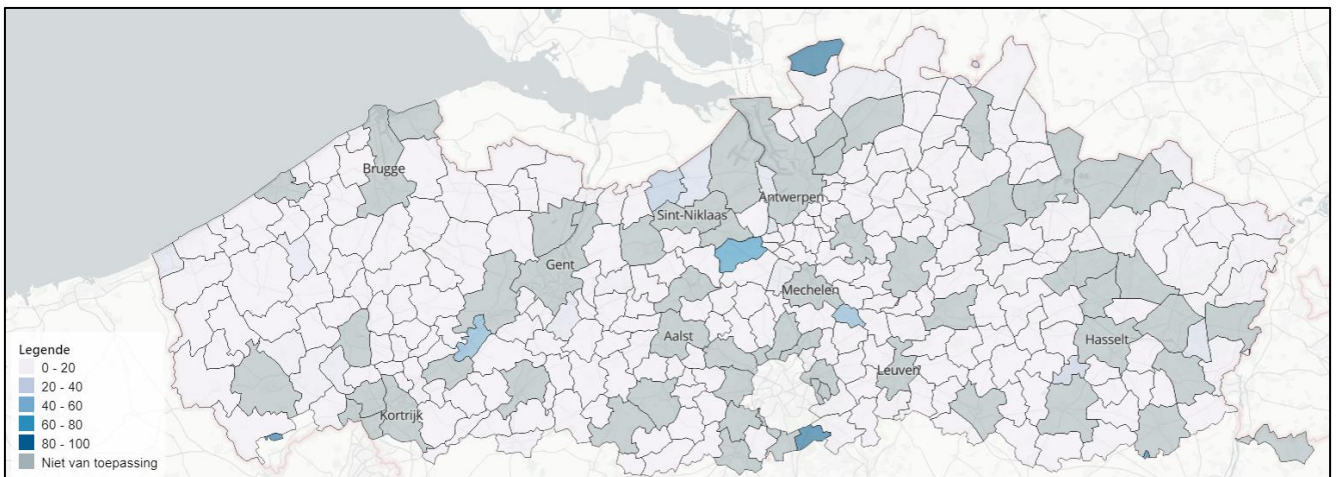 Brugge
Antwerpen
Sint-Niklaas
Gent
Mechelen
Aalst
Hasselt
Leuven
Kortrijk
Legende
0 - 20
20 - 40
40 - 60
60 - 80
80 - 100
Niet van toepassing